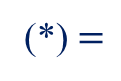 (*) =